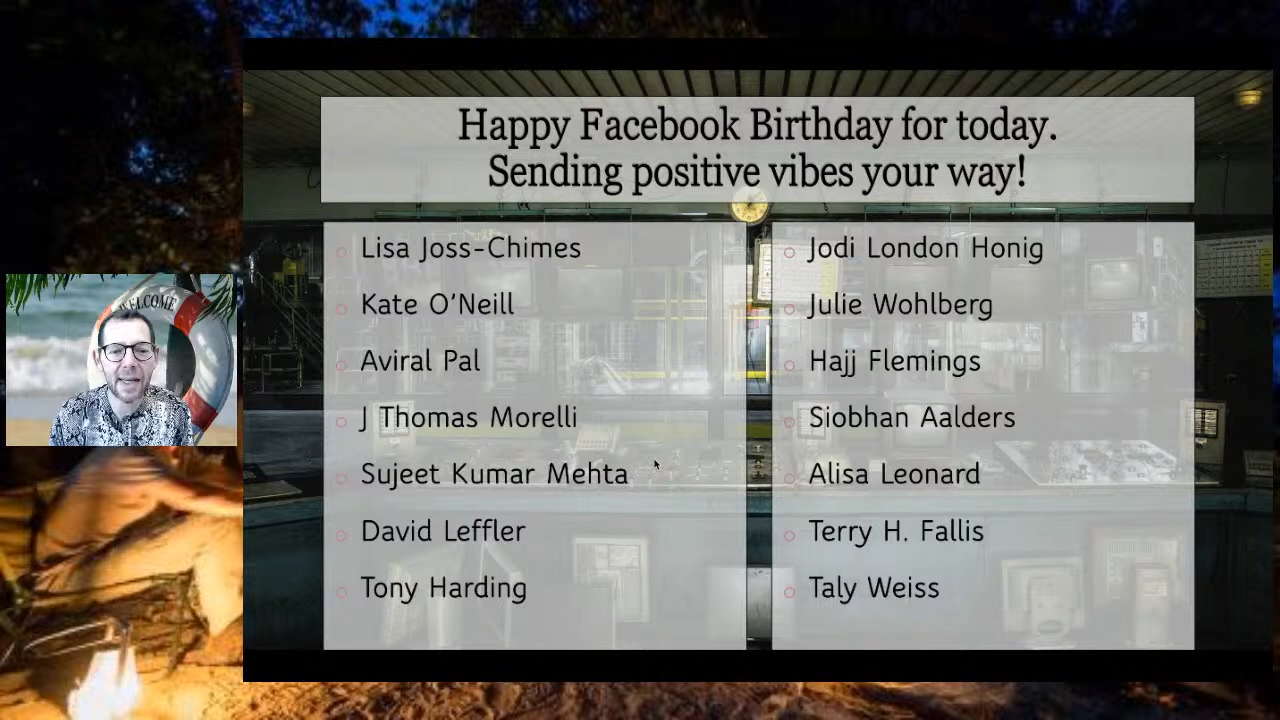 Happy Facebook Birthday for today.
Sending positive vibes your way!
Lisa Joss-Chimes
Kate O'Neill
Aviral Pal
J Thomas Morelli
Sujeet Kumar Mehta
David Leffler
Tony Harding
Jodi London Honig
Julie Wohlberg
Hajj Flemings
Siobhan Aalders
Alisa Leonard
Terry H. Fallis
Taly Weiss
WELCOME